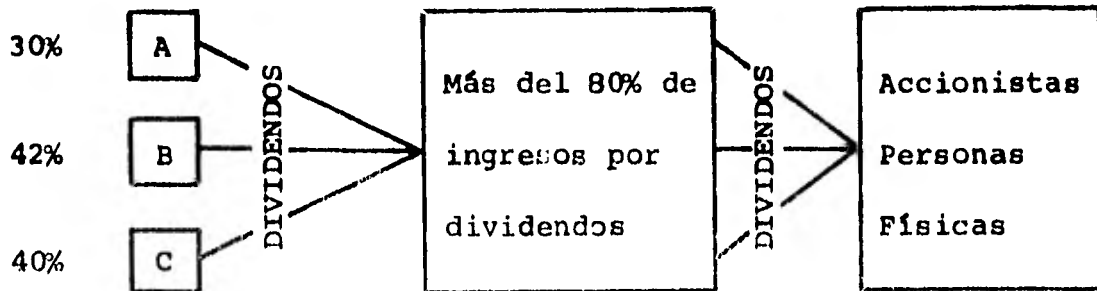 30%
A
42%
B
40%
C
DIVIDENDOS
Más del 80% de
ingresos por
dividendos
DIVIDENDOS
Accionistas
Personas
Físicas